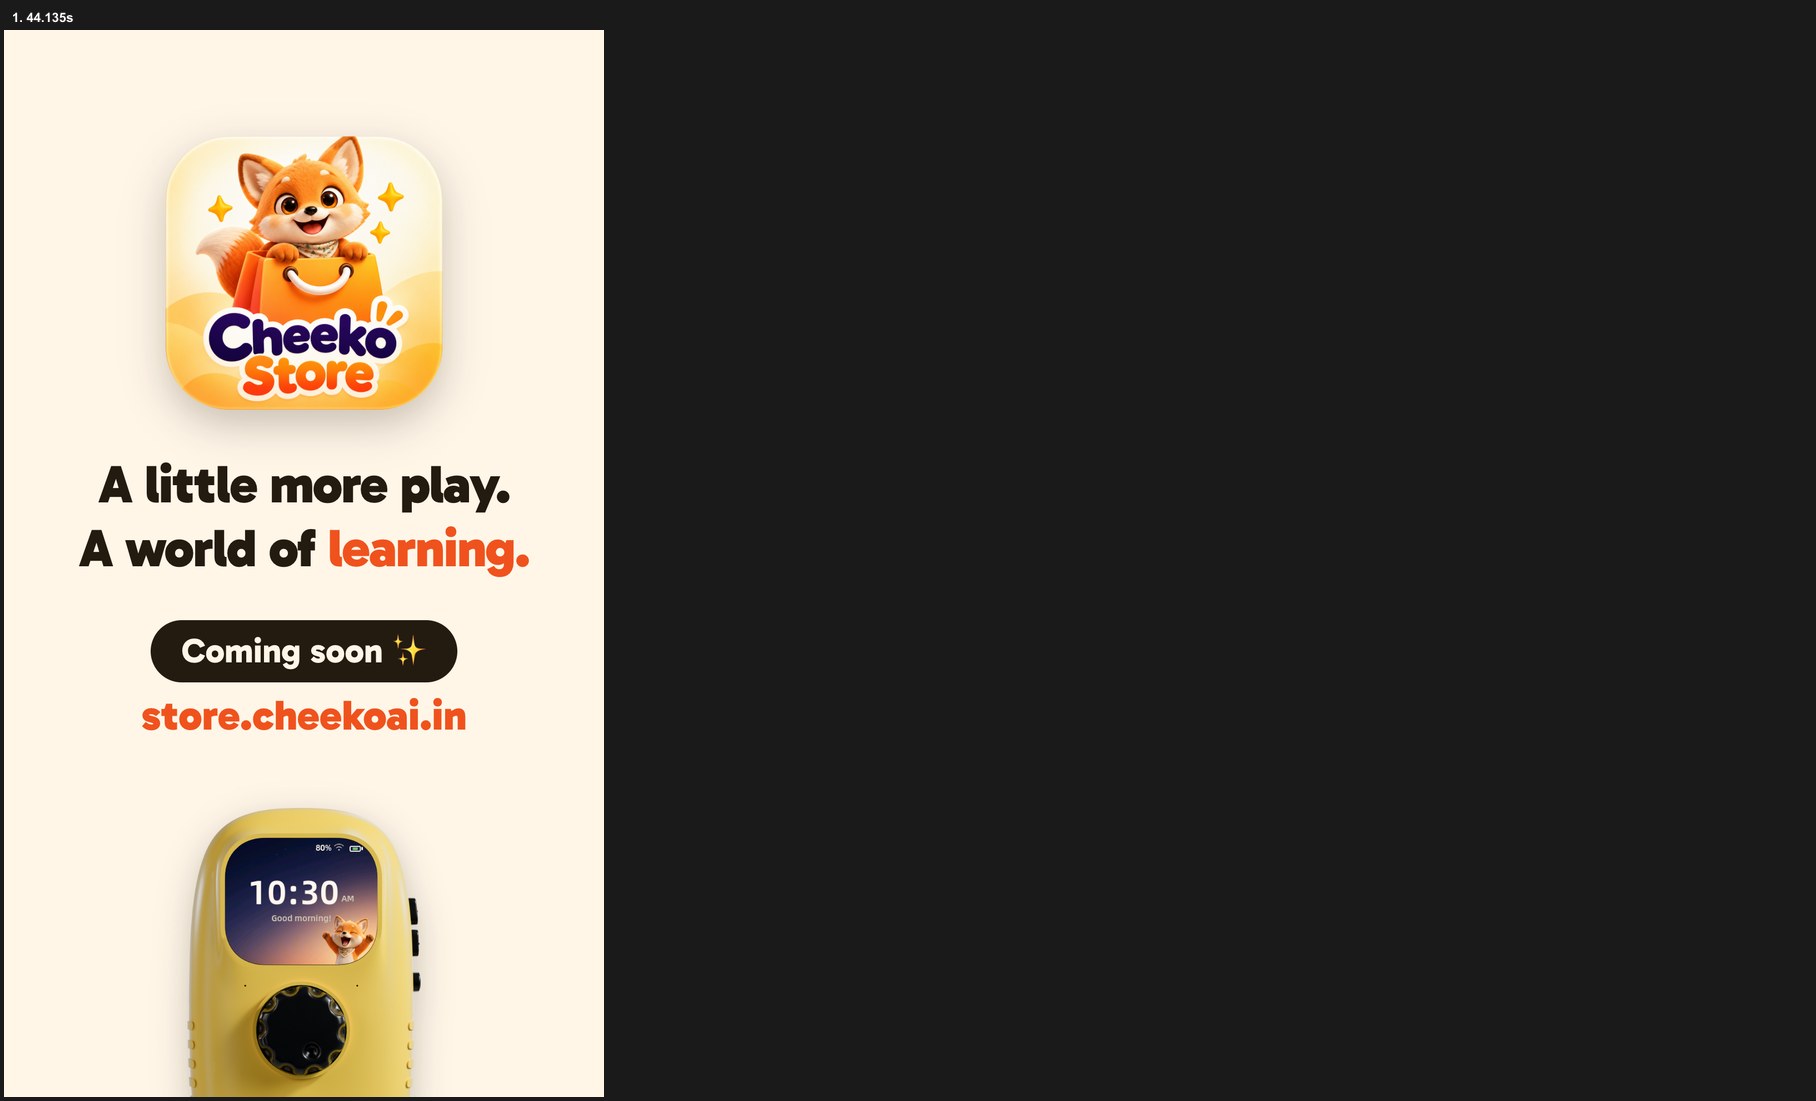 1. 44.135s
Cheeko
Store
A little more play.
A world of learning.
Coming soon ✨
store.cheekoai.in
80%
10:30 AM
Good morning!